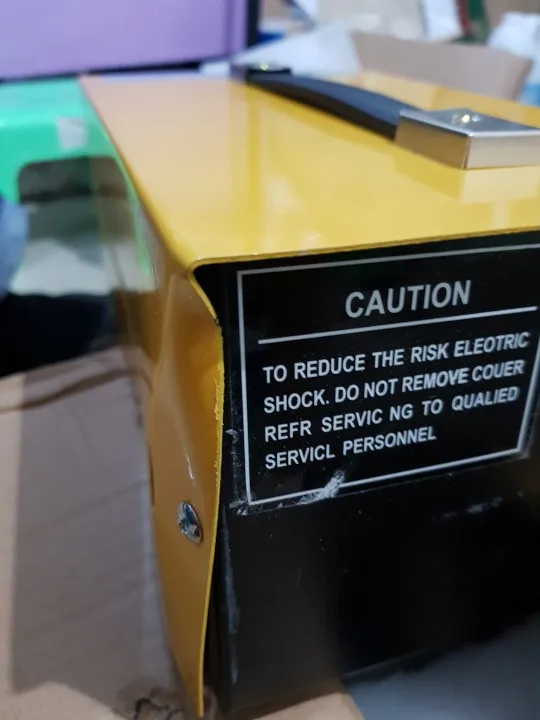 CAUTION
TO REDUCE THE RISK ELEOTRIC
SHOCK. DO NOT REMOVE COUER
REFR SERVIC NG TO QUALIED
SERVICL PERSONNEL